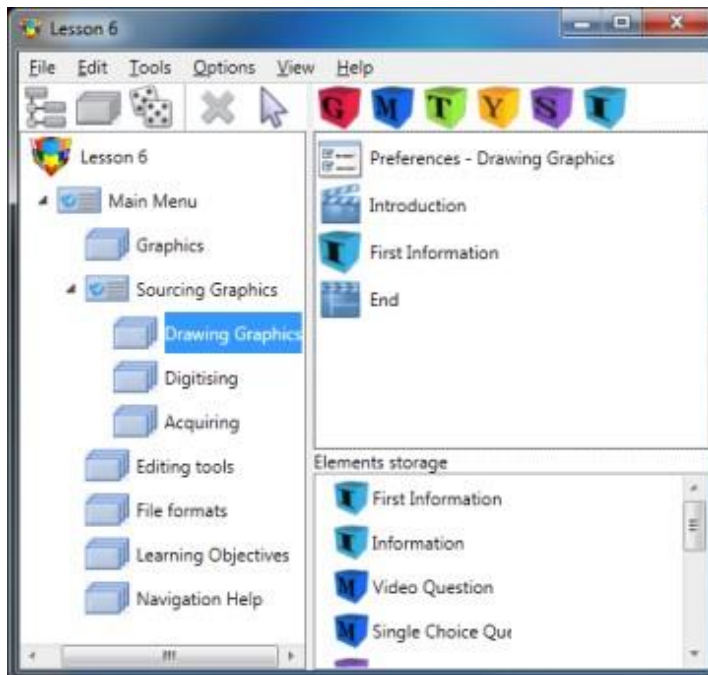 Lesson 6
File Edit Tools Options View Help
G M T Y S I
Lesson 6
Main Menu
Graphics
Sourcing Graphics
Drawing Graphics
Digitising
Acquiring
Editing tools
File formats
Learning Objectives
Navigation Help
Preferences - Drawing Graphics
Introduction
I First Information
End
Elements storage
I First Information
I Information
M Video Question
M Single Choice Que